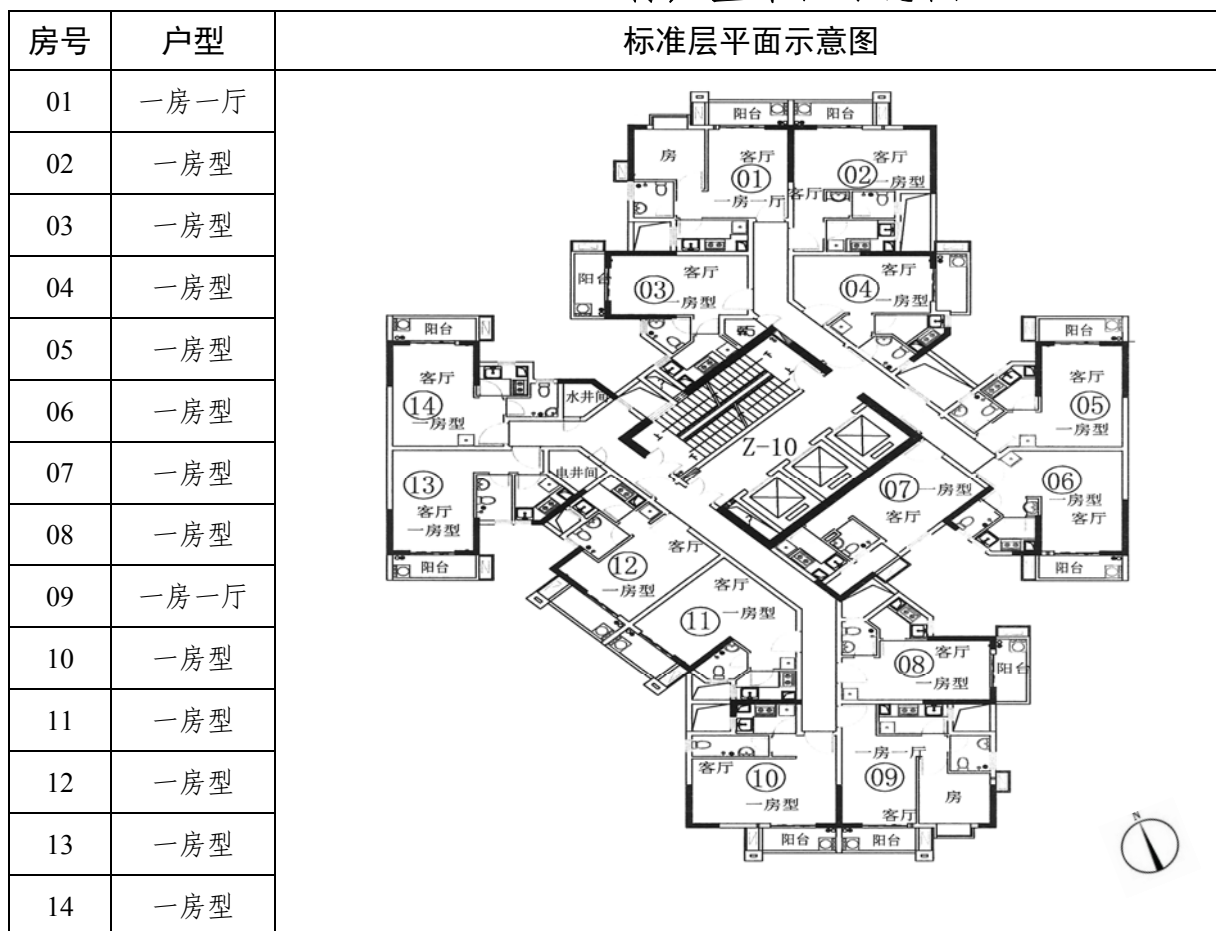 房号 户型 标准层平面示意图
01 一房一厅
02 一房型
03 一房型
04 一房型
05 一房型
06 一房型
07 一房型
08 一房型
09 一房一厅
10 一房型
11 一房型
12 一房型
13 一房型
14 一房型
阳台 阳台
房 客厅 客厅
01 02 一房型
一房一厅 客厅
阳台 客厅 客厅
03 04
一房型 一房型
阳台 阳台
客厅 客厅
14 水井间 05
一房型 一房型
Z-10
电井间
13 07 一房型 06
客厅 客厅 一房型
一房型 客厅
阳台 阳台
客厅
12 客厅
一房型 一房型
11
客厅
08 阳台
一房型
一房一厅
客厅
10 09
一房型 房
客厅
阳台 阳台
N